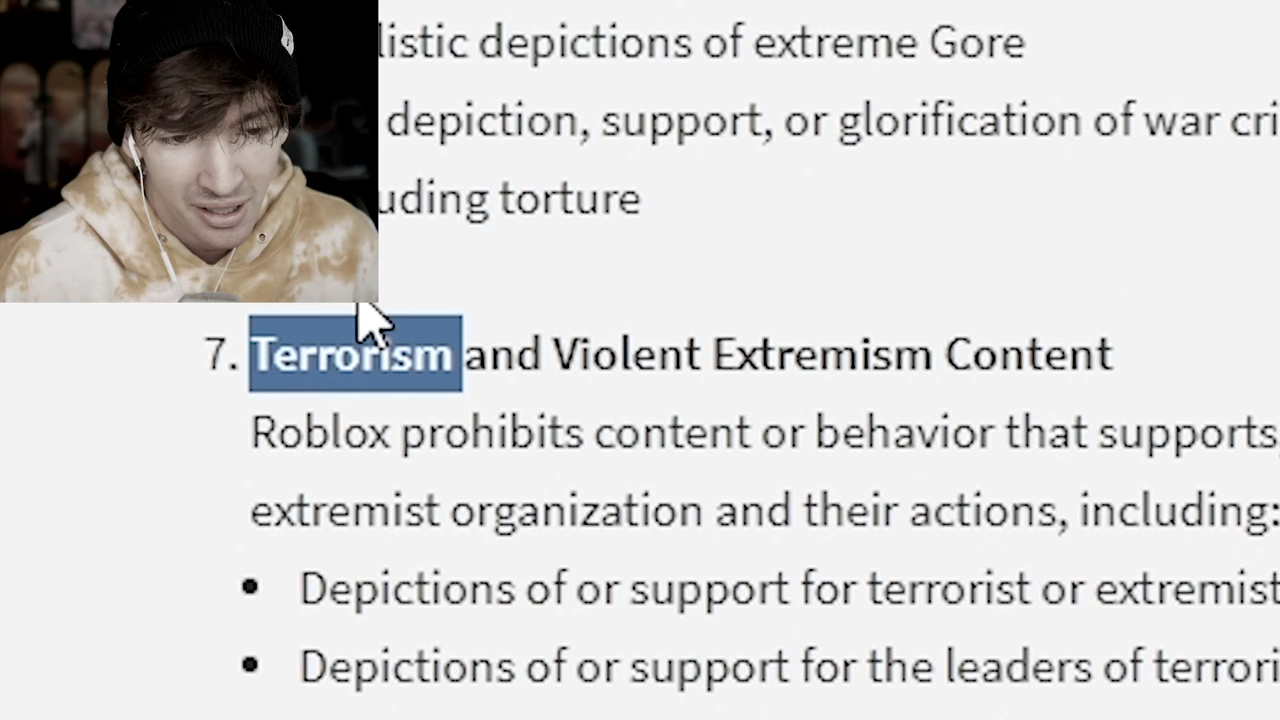 listic depictions of extreme Gore
depiction, support, or glorification of war cri
uding torture
7. Terrorism and Violent Extremism Content
Roblox prohibits content or behavior that supports,
extremist organization and their actions, including:
• Depictions of or support for terrorist or extremist
• Depictions of or support for the leaders of terrori